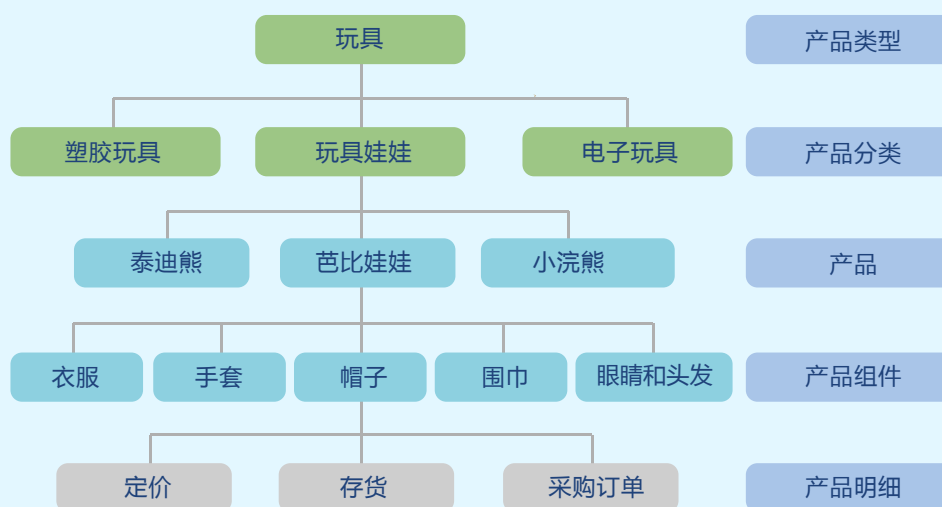 玩具
产品类型
塑胶玩具
玩具娃娃
电子玩具
产品分类
泰迪熊
芭比娃娃
小浣熊
产品
衣服
手套
帽子
围巾
眼睛和头发
产品组件
定价
存货
采购订单
产品明细